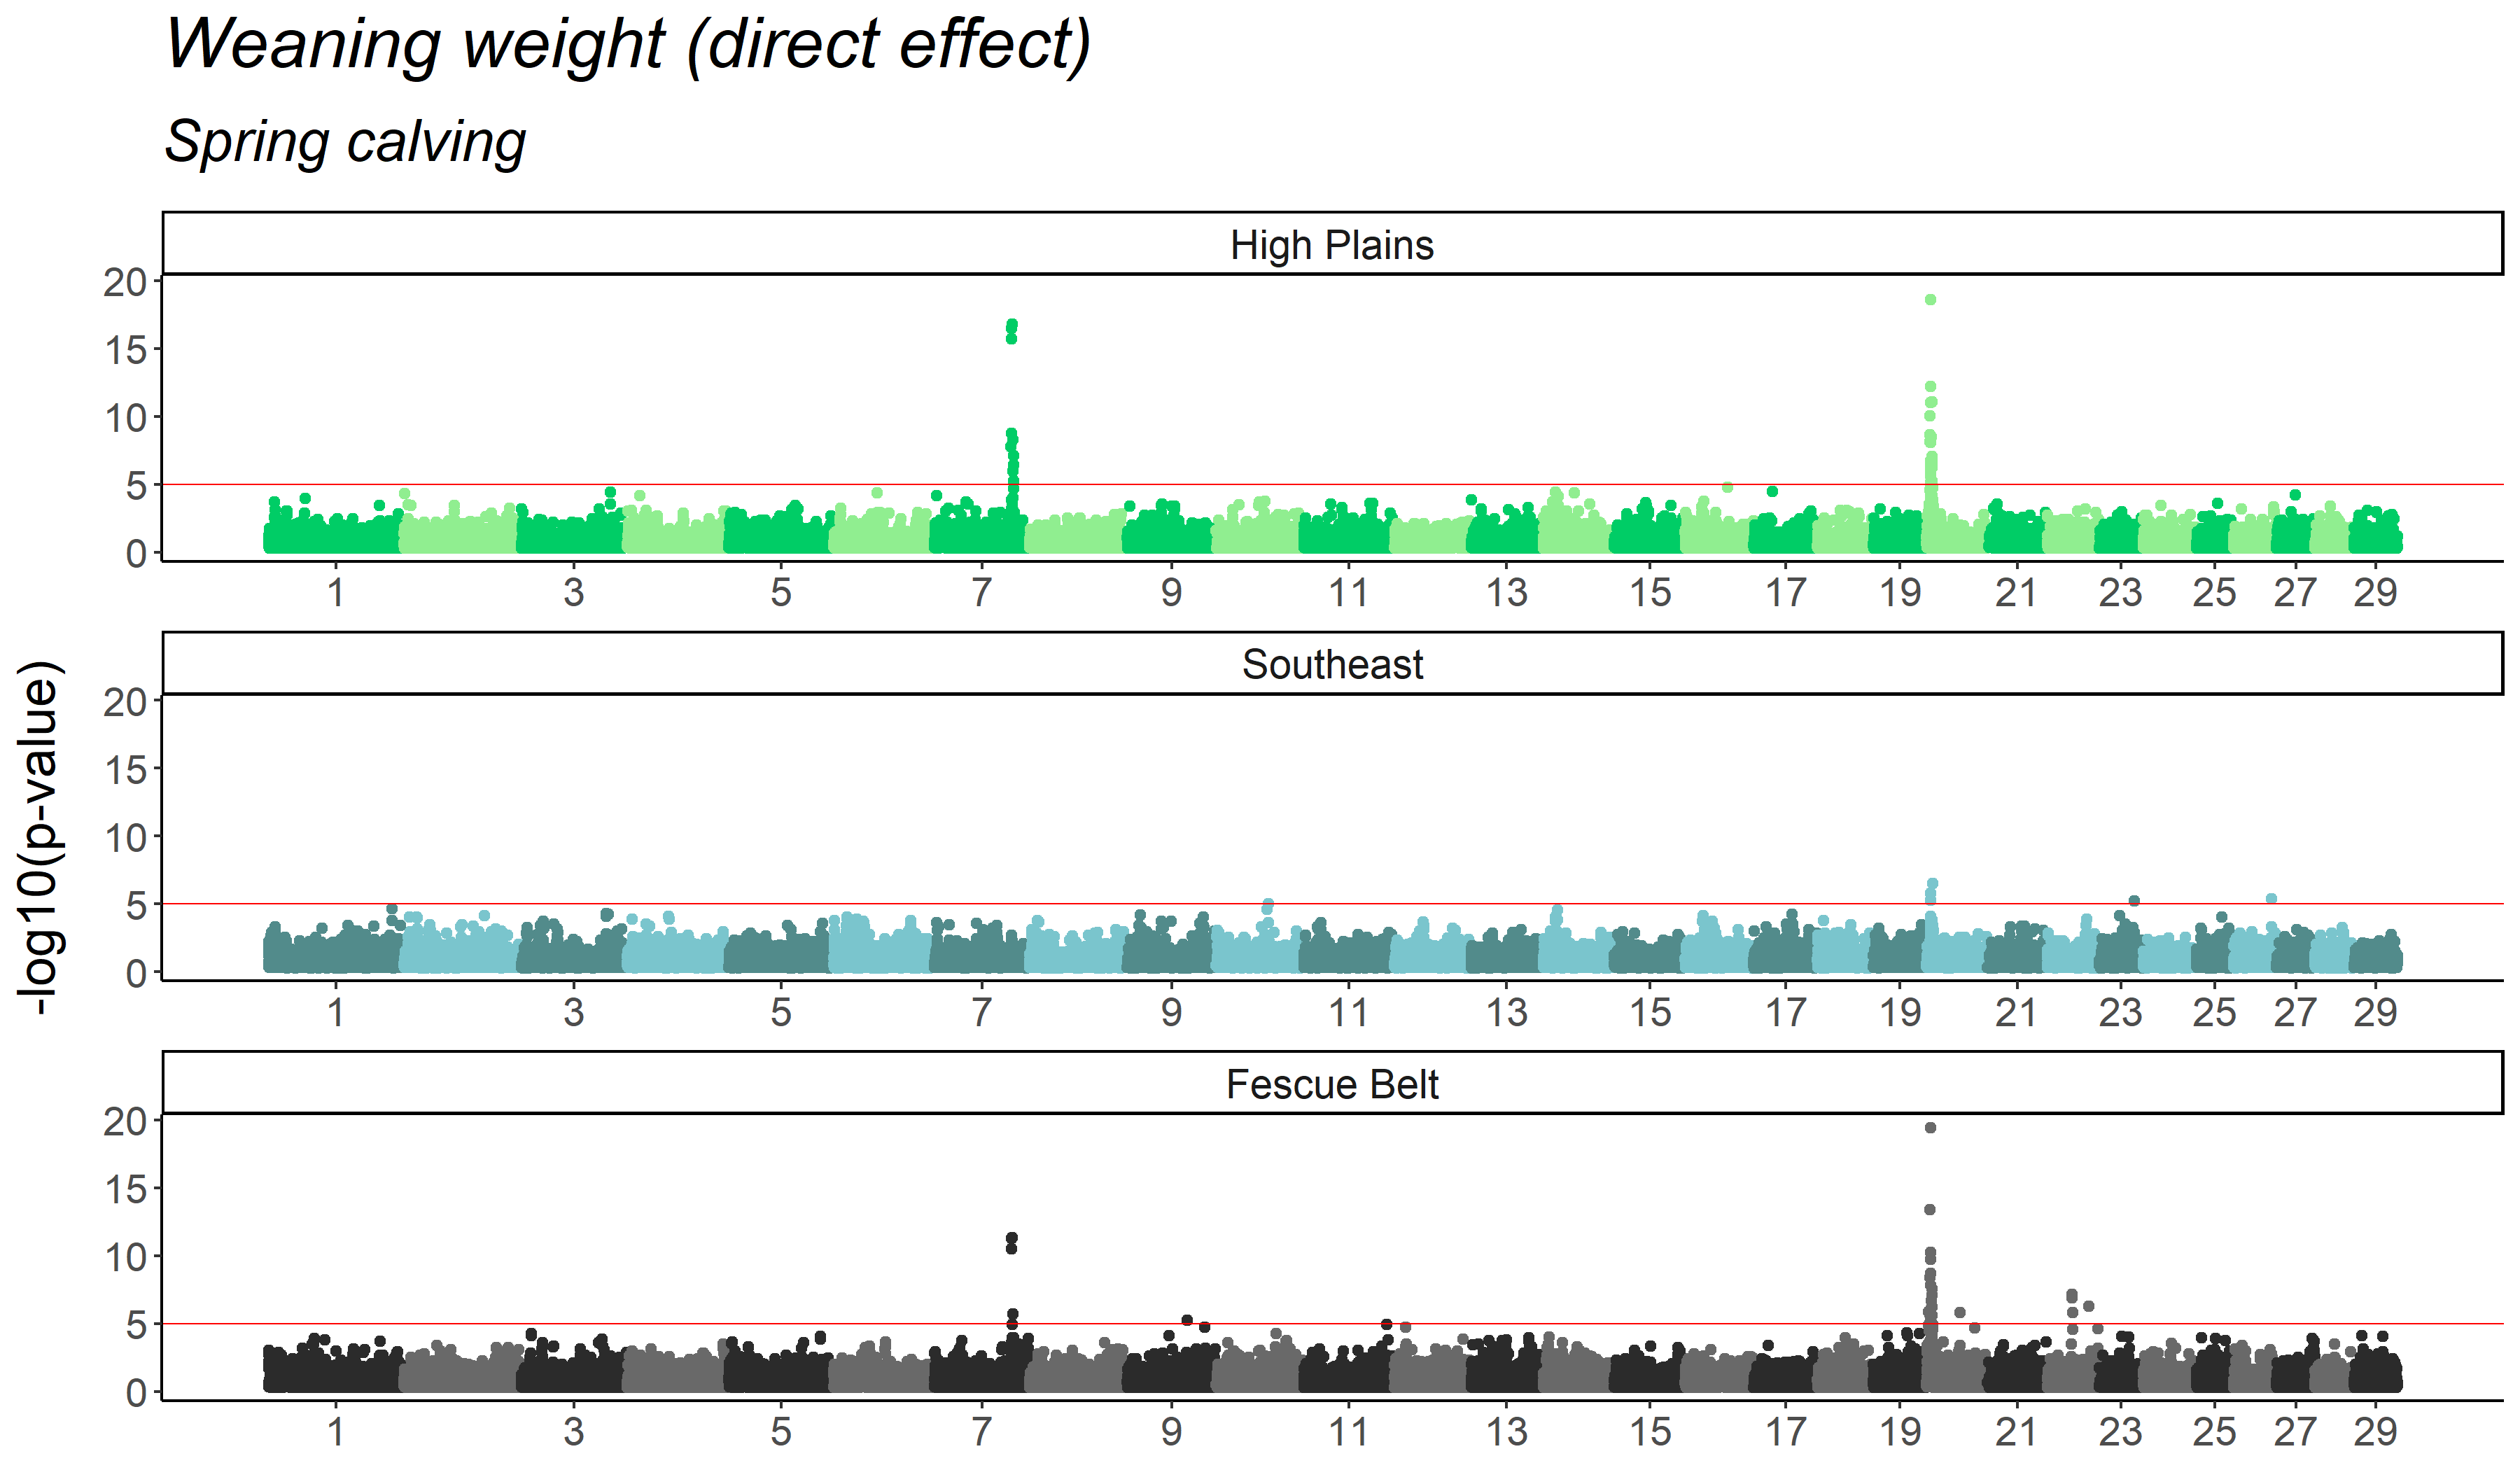 Weaning weight (direct effect)
Spring calving
-log10(p-value)
High Plains
20
15
10
5
0
1 3 5 7 9 11 13 15 17 19 21 23 25 27 29
Southeast
20
15
10
5
0
1 3 5 7 9 11 13 15 17 19 21 23 25 27 29
Fescue Belt
20
15
10
5
0
1 3 5 7 9 11 13 15 17 19 21 23 25 27 29